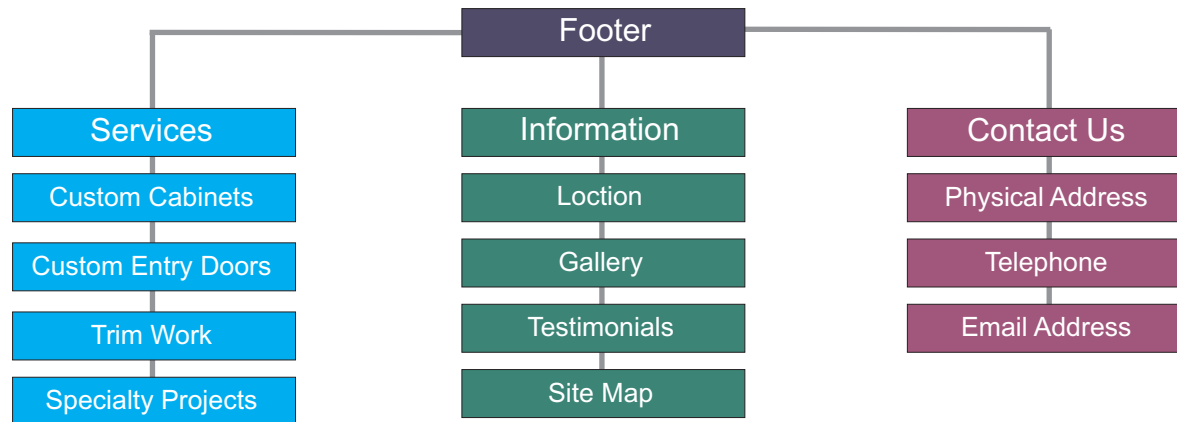 Footer
Services
Custom Cabinets
Custom Entry Doors
Trim Work
Specialty Projects
Information
Loction
Gallery
Testimonials
Site Map
Contact Us
Physical Address
Telephone
Email Address